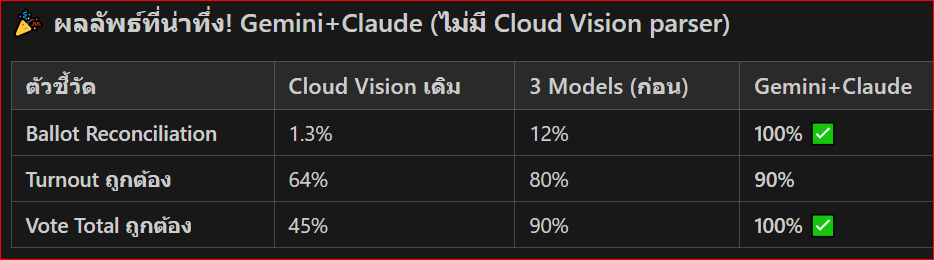 🎉 ผลลัพธ์ที่น่าทึ่ง! Gemini+Claude (ไม่มี Cloud Vision parser)
ตัวชี้วัด Cloud Vision เดิม 3 Models (ก่อน) Gemini+Claude
Ballot Reconciliation 1.3% 12% 100% ✅
Turnout ถูกต้อง 64% 80% 90%
Vote Total ถูกต้อง 45% 90% 100% ✅